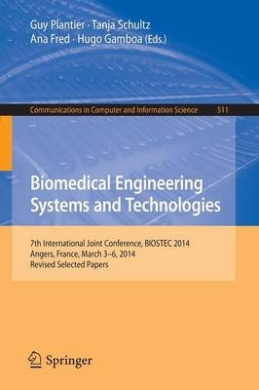 Guy Plantier · Tanja Schultz
Ana Fred · Hugo Gamboa (Eds.)
Communications in Computer and Information Science 511
Biomedical Engineering
Systems and Technologies
7th International Joint Conference, BIOSTEC 2014
Angers, France, March 3–6, 2014
Revised Selected Papers
Springer